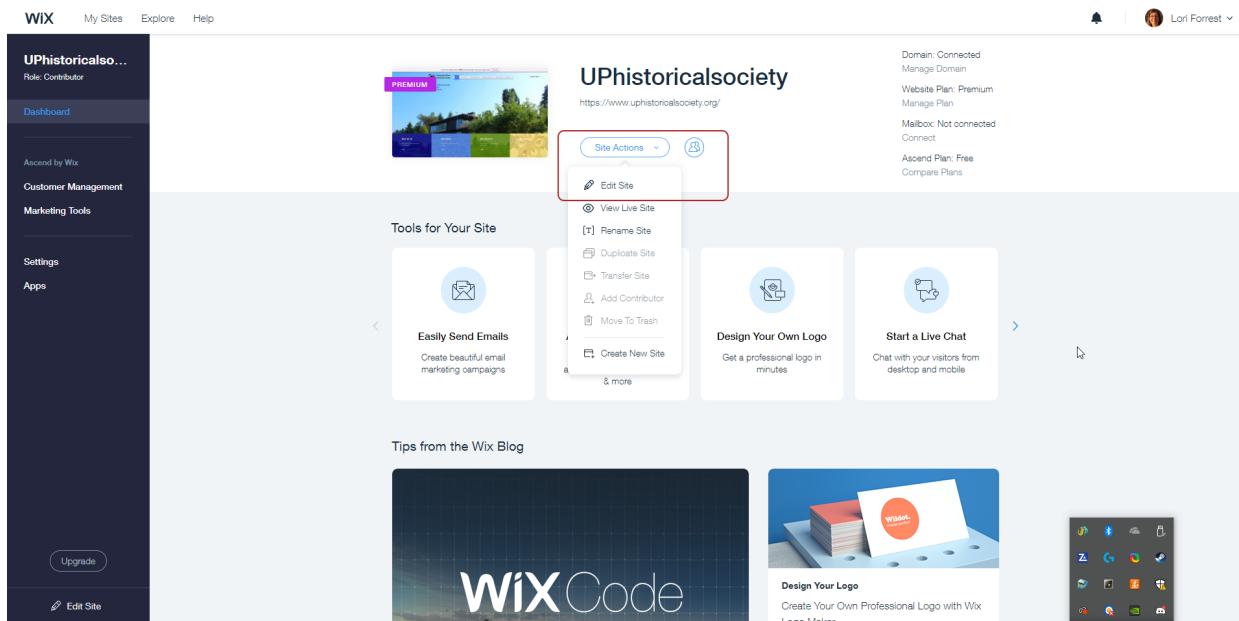 WiX
My Sites
Explore
Help
Lori Forrest
UPhistoricalso...
Role: Contributor
Dashboard
Ascend by Wix
Customer Management
Marketing Tools
Settings
Apps
Upgrade
Edit Site
PREMIUM
UPhistoricalsociety
https://www.uphistoricalsociety.org/
Site Actions
Edit Site
View Live Site
[T] Rename Site
Duplicate Site
Transfer Site
Add Contributor
Move To Trash
Create New Site
Domain: Connected
Manage Domain
Website Plan: Premium
Manage Plan
Mailbox: Not connected
Connect
Ascend Plan: Free
Compare Plans
Tools for Your Site
Easily Send Emails
Create beautiful email
marketing campaigns
& more
Design Your Own Logo
Get a professional logo in
minutes
Start a Live Chat
Chat with your visitors from
desktop and mobile
Tips from the Wix Blog
WiX Code
Wildot.
Design Your Logo
Create Your Own Professional Logo with Wix
Logo Maker